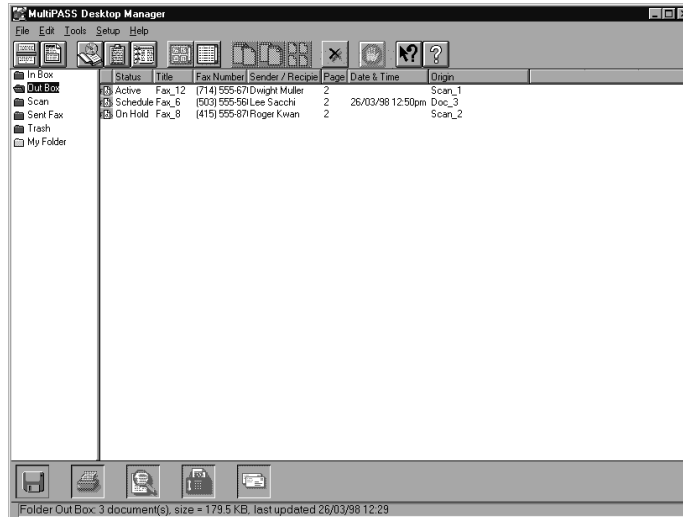 MultiPASS Desktop Manager
File Edit Tools Setup Help
In Box
Out Box
Scan
Sent Fax
Trash
My Folder
Status Title Fax Number Sender / Recipie Page Date & Time Origin
Active Fax_12 (714) 555-67 Dwight Muller 2 Scan_1
Schedule Fax_6 (503) 555-56 Lee Sacchi 2 26/03/98 12:50pm Doc_3
On Hold Fax_8 (415) 555-87 Roger Kwan 2 Scan_2
Folder Out Box: 3 document(s), size = 179.5 KB, last updated 26/03/98 12:29